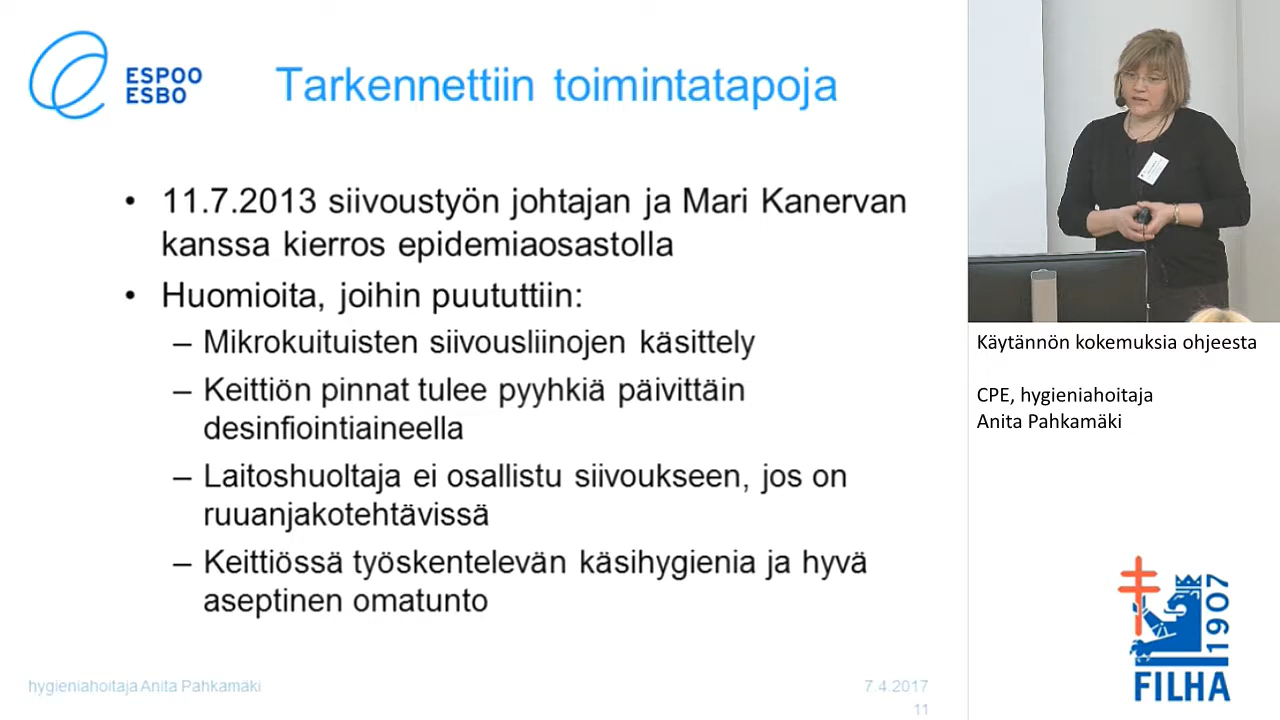 ESPOO
ESBO
Tarkennettiin toimintatapoja
• 11.7.2013 siivoustyön johtajan ja Mari Kanervan
kanssa kierros epidemiaosastolla
• Huomioita, joihin puututtiin:
– Mikrokuituisten siivousliinojen käsittely
– Keittiön pinnat tulee pyyhkiä päivittäin
desinfiointiaineella
– Laitoshuoltaja ei osallistu siivoukseen, jos on
ruuanjakotehtävissä
– Keittiössä työskentelevän käsihygienia ja hyvä
aseptinen omatunto
hygieniahoitaja Anita Pahkamäki
7.4.2017
11
Käytännön kokemuksia ohjeesta
CPE, hygieniahoitaja
Anita Pahkamäki
1907
FILHA